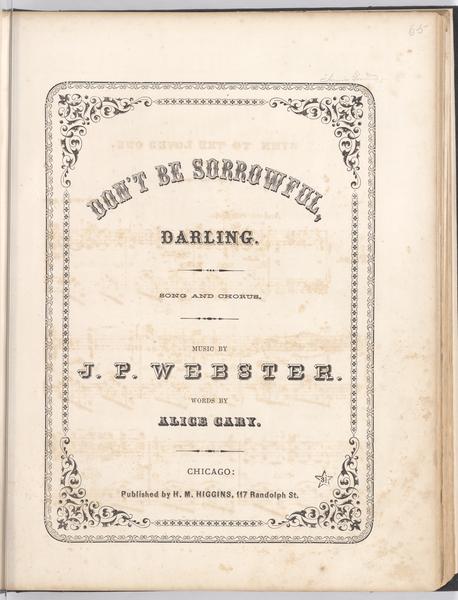 65
DON'T BE SORROWFUL,
DARLING.
SONG AND CHORUS.
MUSIC BY
J. P. WEBSTER.
WORDS BY
ALICE CARY.
CHICAGO:
Published by H. M. HIGGINS, 117 Randolph St.